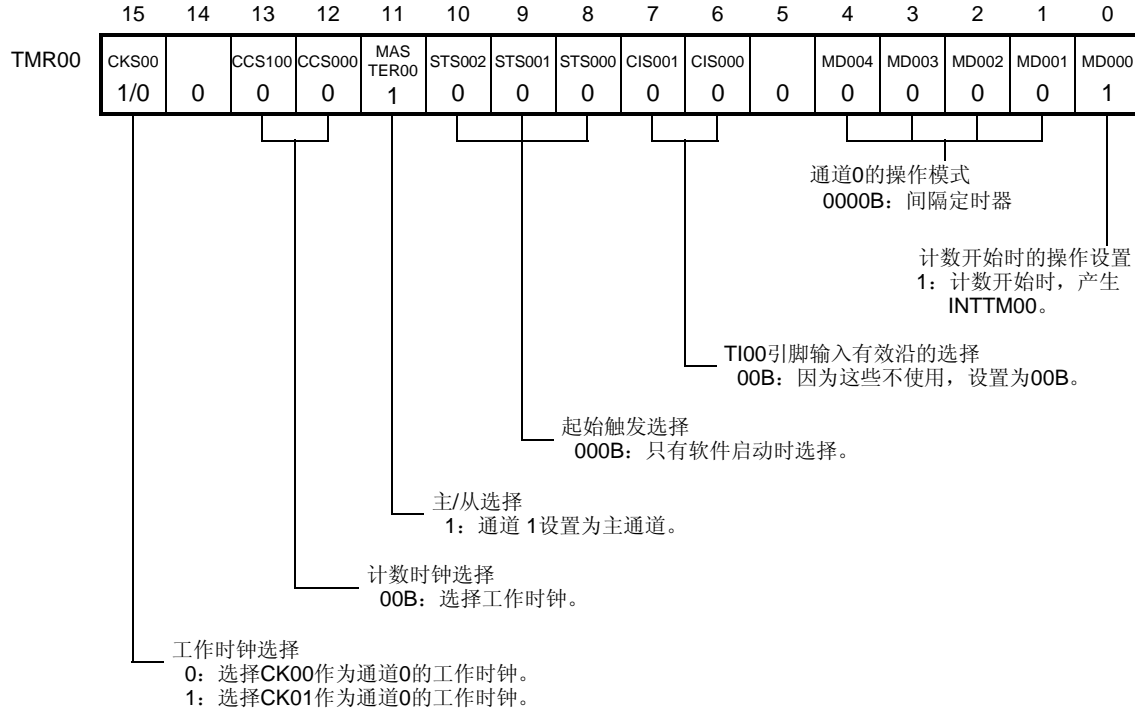 15 14 13 12 11 10 9 8 7 6 5 4 3 2 1 0
TMR00 CKS00 CCS100 CCS000 MAS TER00 STS002 STS001 STS000 CIS001 CIS000 MD004 MD003 MD002 MD001 MD000
1/0 0 0 0 1 0 0 0 0 0 0 0 0 0 0 1
通道0的操作模式
0000B：间隔定时器
计数开始时的操作设置
1：计数开始时，产生
INTTM00。
TI00引脚输入有效沿的选择
00B：因为这些不使用，设置为00B。
起始触发选择
000B：只有软件启动时选择。
主/从选择
1：通道 1设置为主通道。
计数时钟选择
00B：选择工作时钟。
工作时钟选择
0：选择CK00作为通道0的工作时钟。
1：选择CK01作为通道0的工作时钟。